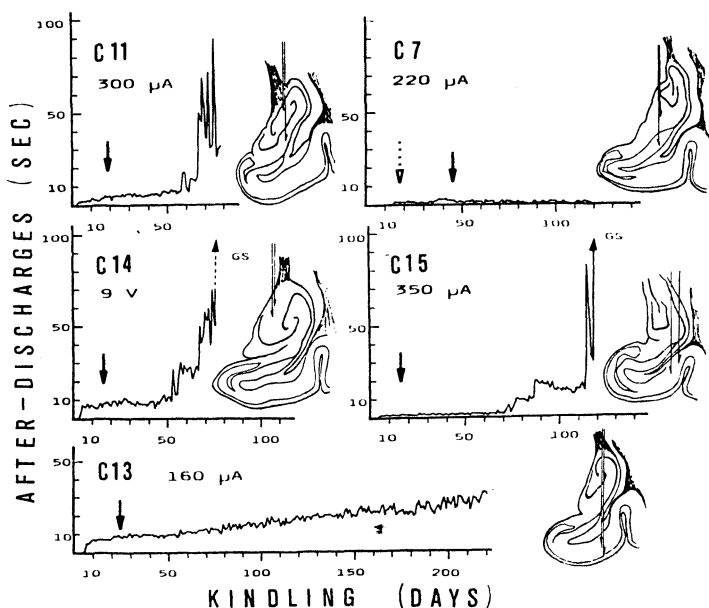 AFTER-DISCHARGES (SEC)
C11
300 µA
100
50
10
10 50
C7
220 µA
100
50
10
10 100
C14
9 V
GS
100
50
10
10 50 100
C15
350 µA
GS
100
50
10
10 50 100
C13 160 µA
50
10
10 50 100 150 200
KINDLING (DAYS)